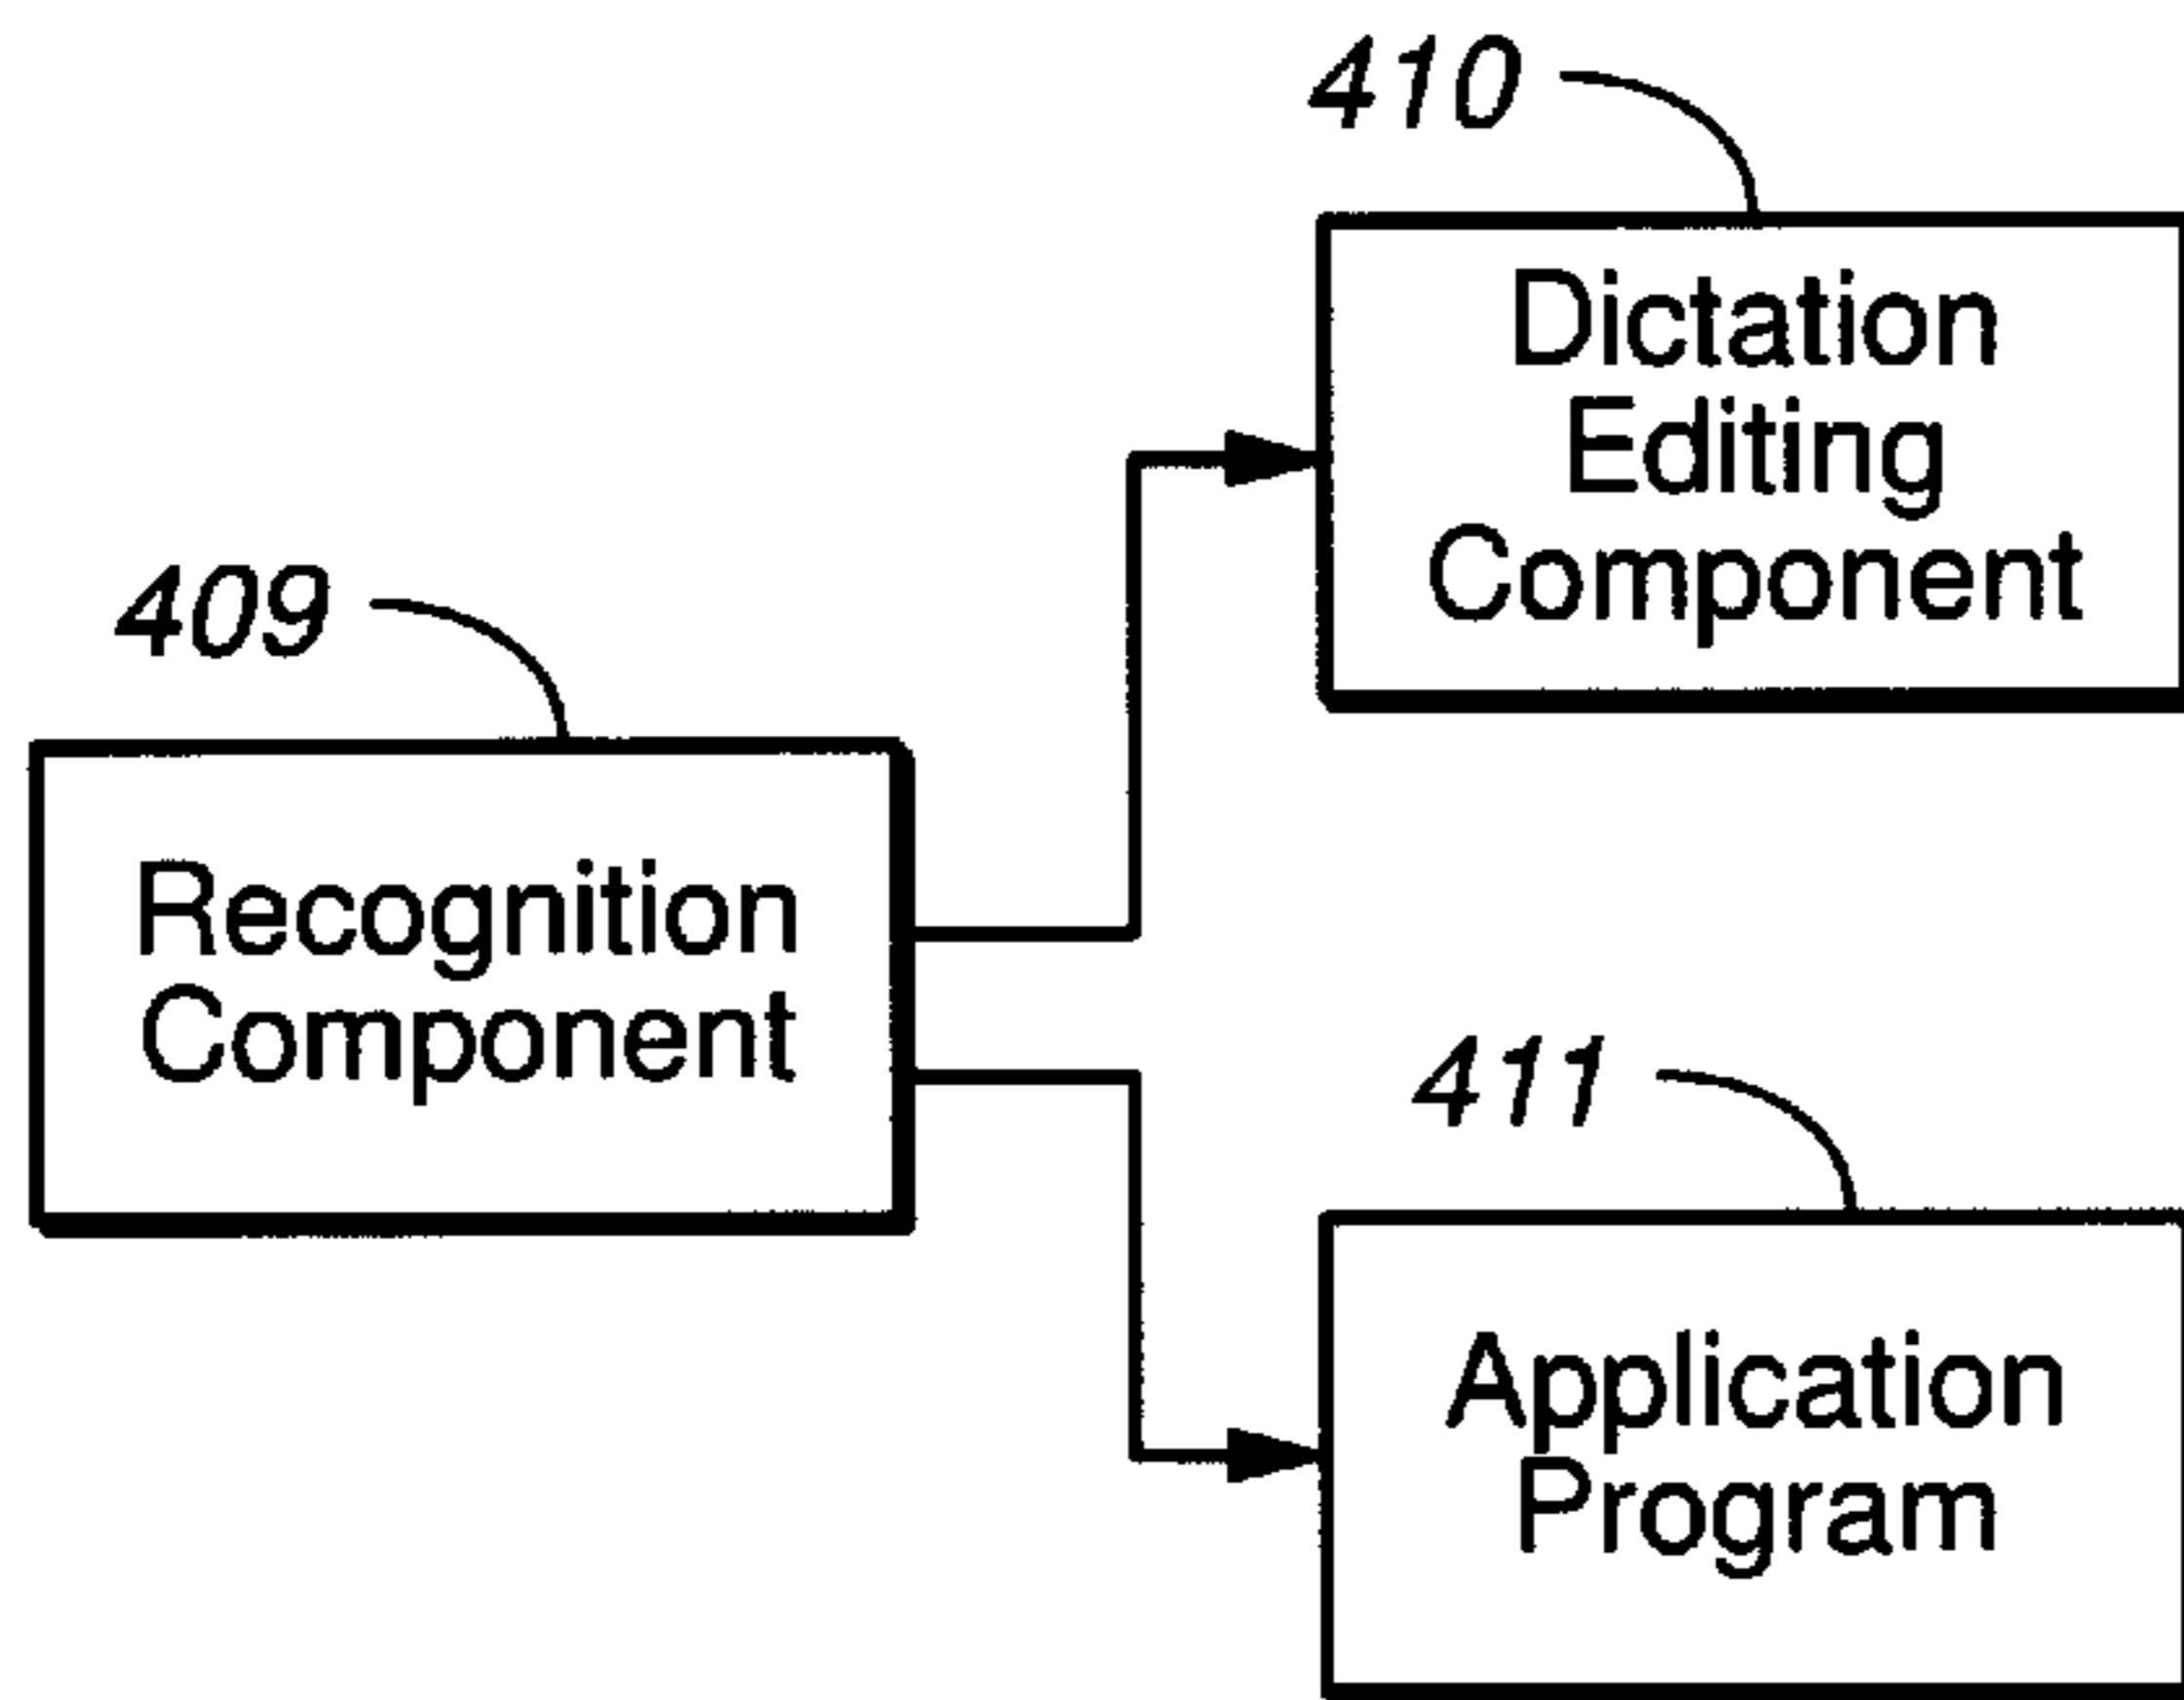 410
Dictation
Editing
Component
409
Recognition
Component
411
Application
Program